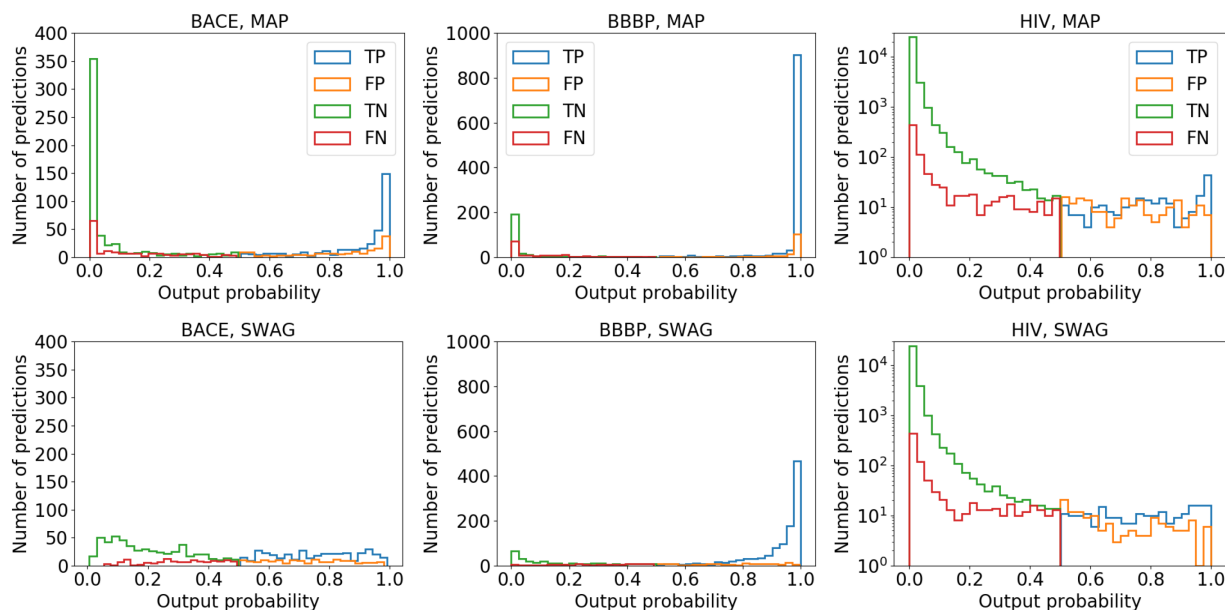 BACE, MAP
Number of predictions
400
350
300
250
200
150
100
50
0
TP
FP
TN
FN
0.0 0.2 0.4 0.6 0.8 1.0
Output probability
BBBP, MAP
Number of predictions
1000
800
600
400
200
0
TP
FP
TN
FN
0.0 0.2 0.4 0.6 0.8 1.0
Output probability
HIV, MAP
Number of predictions
10⁴
10³
10²
10¹
10⁰
TP
FP
TN
FN
0.0 0.2 0.4 0.6 0.8 1.0
Output probability
BACE, SWAG
Number of predictions
400
350
300
250
200
150
100
50
0
0.0 0.2 0.4 0.6 0.8 1.0
Output probability
BBBP, SWAG
Number of predictions
1000
800
600
400
200
0
0.0 0.2 0.4 0.6 0.8 1.0
Output probability
HIV, SWAG
Number of predictions
10⁴
10³
10²
10¹
10⁰
0.0 0.2 0.4 0.6 0.8 1.0
Output probability